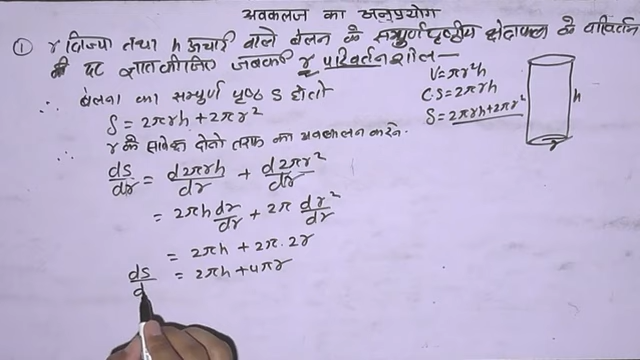 अवकलज का अनुप्रयोग
① r त्रिज्या तथा h ऊचाई वाले बेलन के सम्पुर्ण पृष्ठीय क्षेत्रफल के परिवर्तन
की दर ज्ञात कीजिए जबकी r परिवर्तनशील—
V=πr²h
C.S=2πrh
S=2πrh+2πr²
h
r
∴ बेलन का सम्पुर्ण पृष्ठ S हो तो
S = 2πrh + 2πr²
∴ r के सापेक्ष दोनो तरफ का अवकलन करने.
ds/dr = d2πrh/dr + d2πr²/dr
= 2πh dr/dr + 2π dr²/dr
= 2πh + 2π.2r
ds/d = 2πh + 4πr